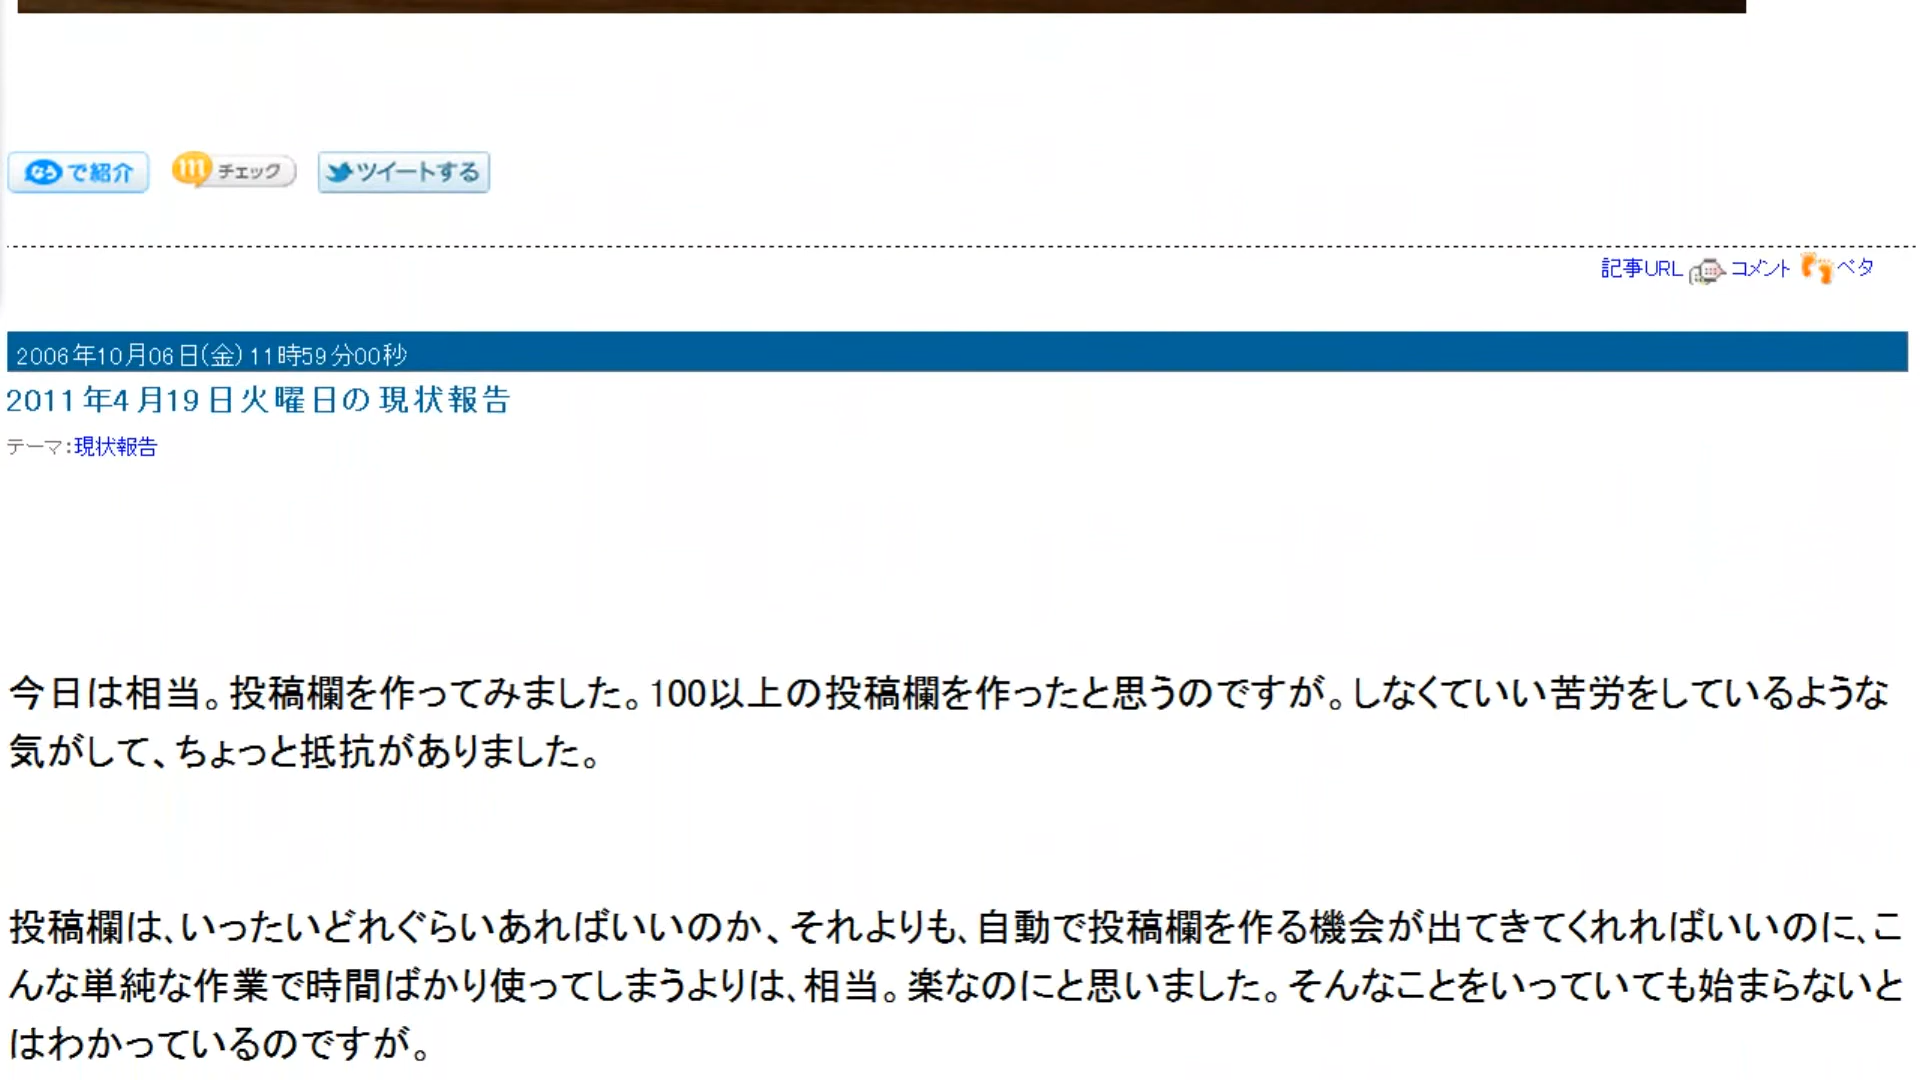 なうで紹介 チェック ツイートする
記事URL コメント ペタ
2006年10月06日(金) 11時59分00秒
2011年4月19日火曜日の現状報告
テーマ:現状報告
今日は相当。投稿欄を作ってみました。100以上の投稿欄を作ったと思うのですが。しなくていい苦労をしているような
気がして、ちょっと抵抗がありました。
投稿欄は、いったいどれぐらいあればいいのか、それよりも、自動で投稿欄を作る機会が出てきてくれればいいのに、こ
んな単純な作業で時間ばかり使ってしまうよりは、相当。楽なのにと思いました。そんなことをいっていても始まらないと
はわかっているのですが。